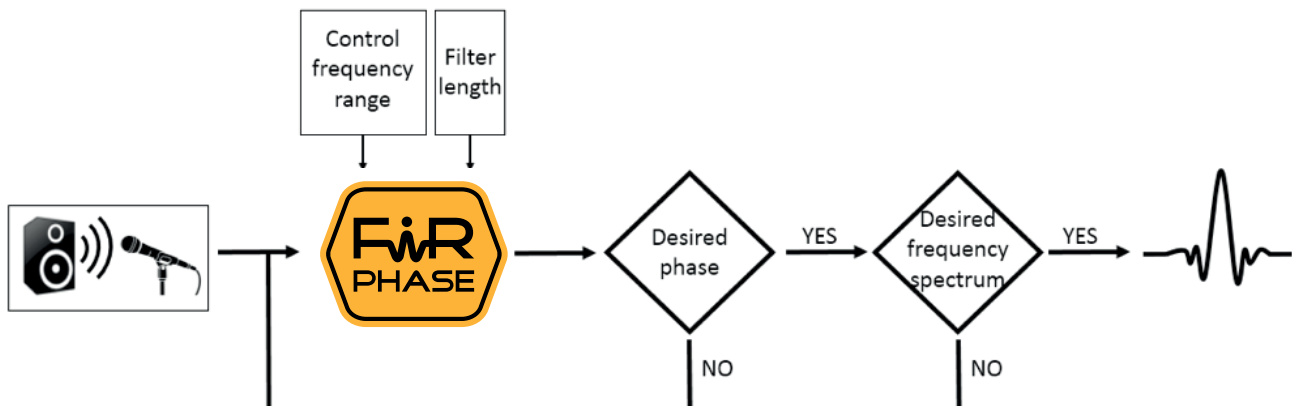 Control
frequency
range
Filter
length
FiR
PHASE
Desired
phase
YES
Desired
frequency
spectrum
YES
NO
NO